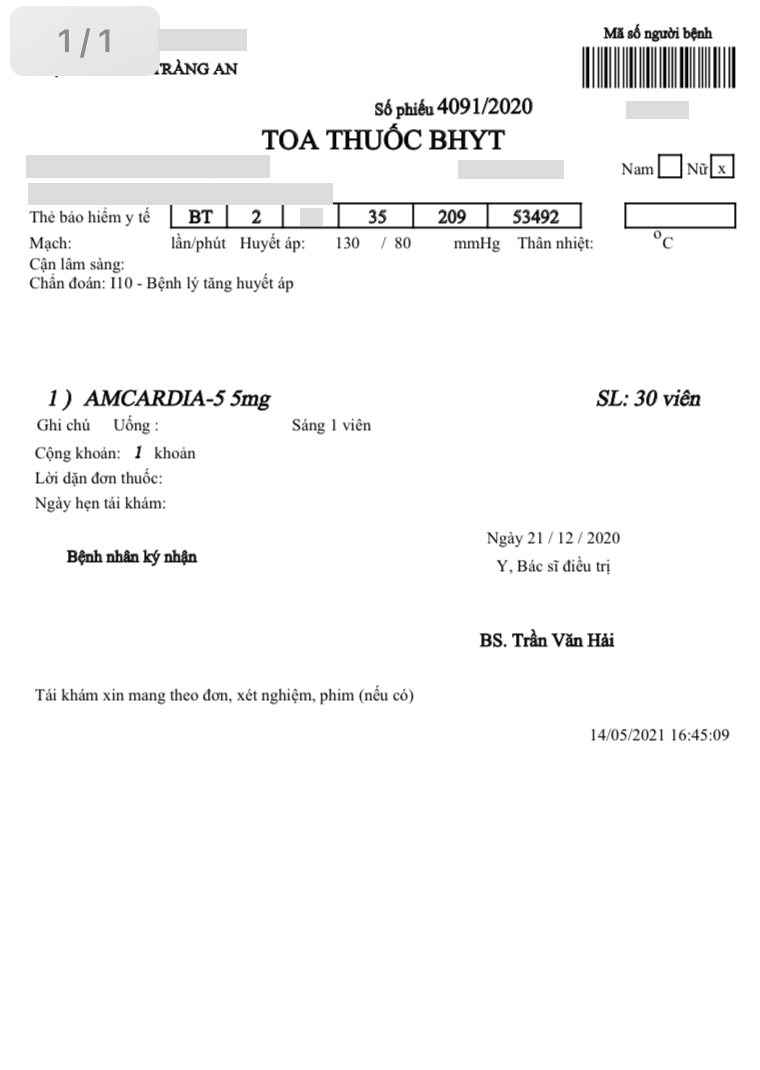 1/1
TRÀNG AN
Mã số người bệnh
Số phiếu 4091/2020
TOA THUỐC BHYT
Nam Nữ x
Thẻ bảo hiểm y tế BT 2 35 209 53492
Mạch: lần/phút Huyết áp: 130 / 80 mmHg Thân nhiệt: °C
Cận lâm sàng:
Chẩn đoán: I10 - Bệnh lý tăng huyết áp
1 ) AMCARDIA-5 5mg SL: 30 viên
Ghi chú Uống : Sáng 1 viên
Cộng khoản: 1 khoản
Lời dặn đơn thuốc:
Ngày hẹn tái khám:
Ngày 21 / 12 / 2020
Bệnh nhân ký nhận
Y, Bác sĩ điều trị
BS. Trần Văn Hải
Tái khám xin mang theo đơn, xét nghiệm, phim (nếu có)
14/05/2021 16:45:09